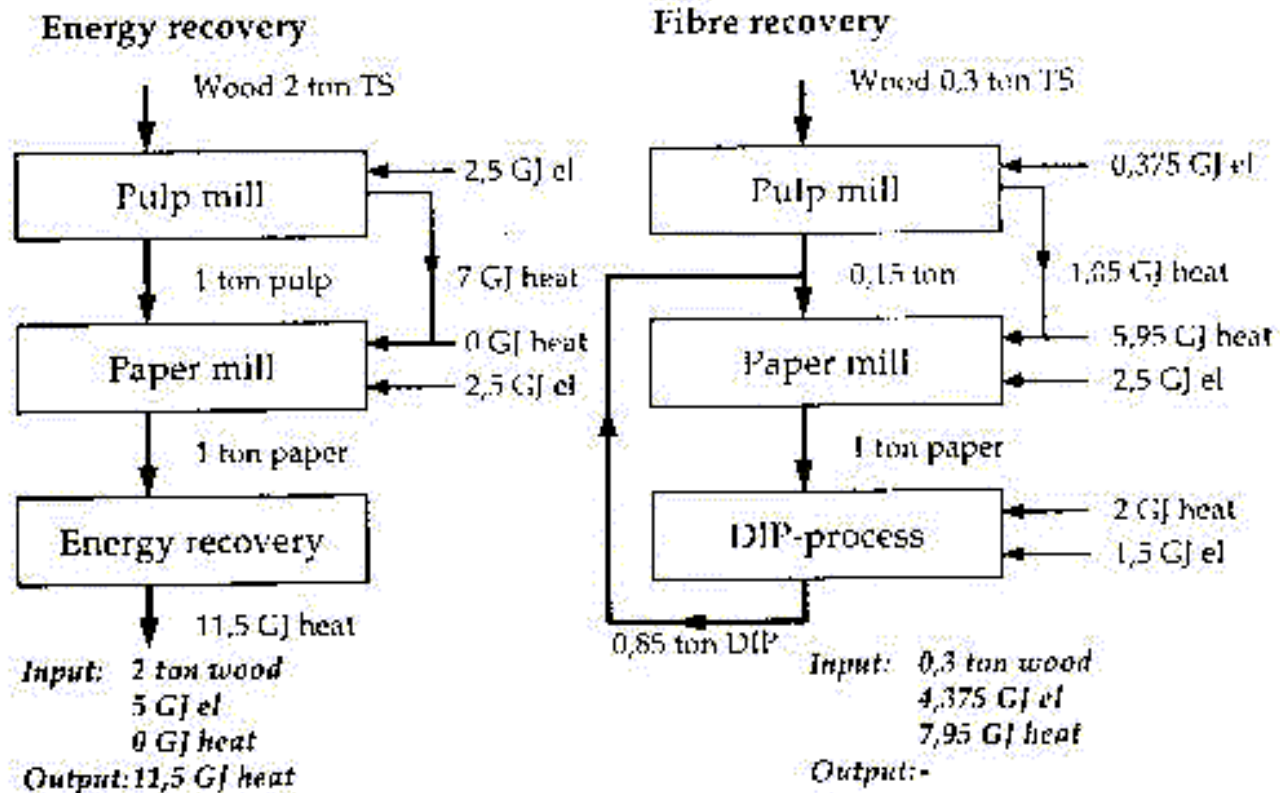 Energy recovery
Wood 2 ton TS
Pulp mill
2,5 GJ el
1 ton pulp
7 GJ heat
Paper mill
0 GJ heat
2,5 GJ el
1 ton paper
Energy recovery
11,5 GJ heat
Input: 2 ton wood
5 GJ el
0 GJ heat
Output: 11,5 GJ heat
Fibre recovery
Wood 0,3 ton TS
Pulp mill
0,375 GJ el
0,15 ton
1,05 GJ heat
Paper mill
5,95 GJ heat
2,5 GJ el
1 ton paper
DIP-process
2 GJ heat
1,5 GJ el
0,85 ton DIP
Input: 0,3 ton wood
4,375 GJ el
7,95 GJ heat
Output:-